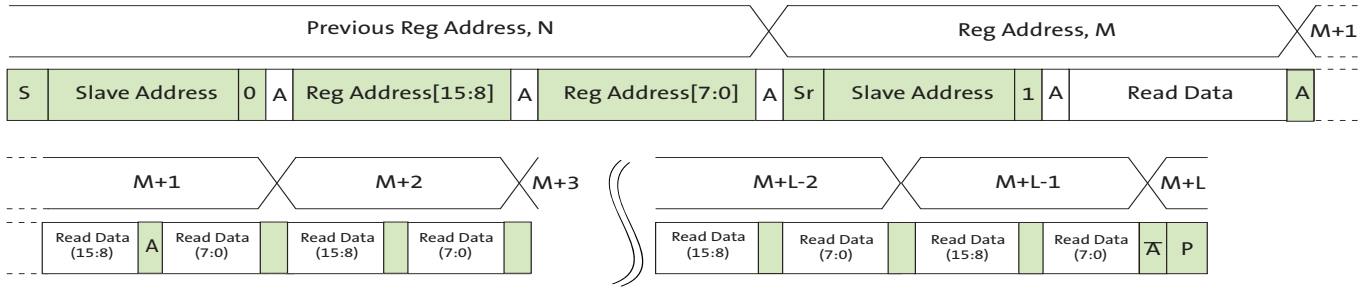 Previous Reg Address, N Reg Address, M M+1
S Slave Address 0 A Reg Address[15:8] A Reg Address[7:0] A Sr Slave Address 1 A Read Data A
M+1 M+2 M+3 M+L-2 M+L-1 M+L
Read Data (15:8) A Read Data (7:0) Read Data (15:8) Read Data (7:0) Read Data (15:8) Read Data (7:0) Read Data (15:8) Read Data (7:0) A̅ P